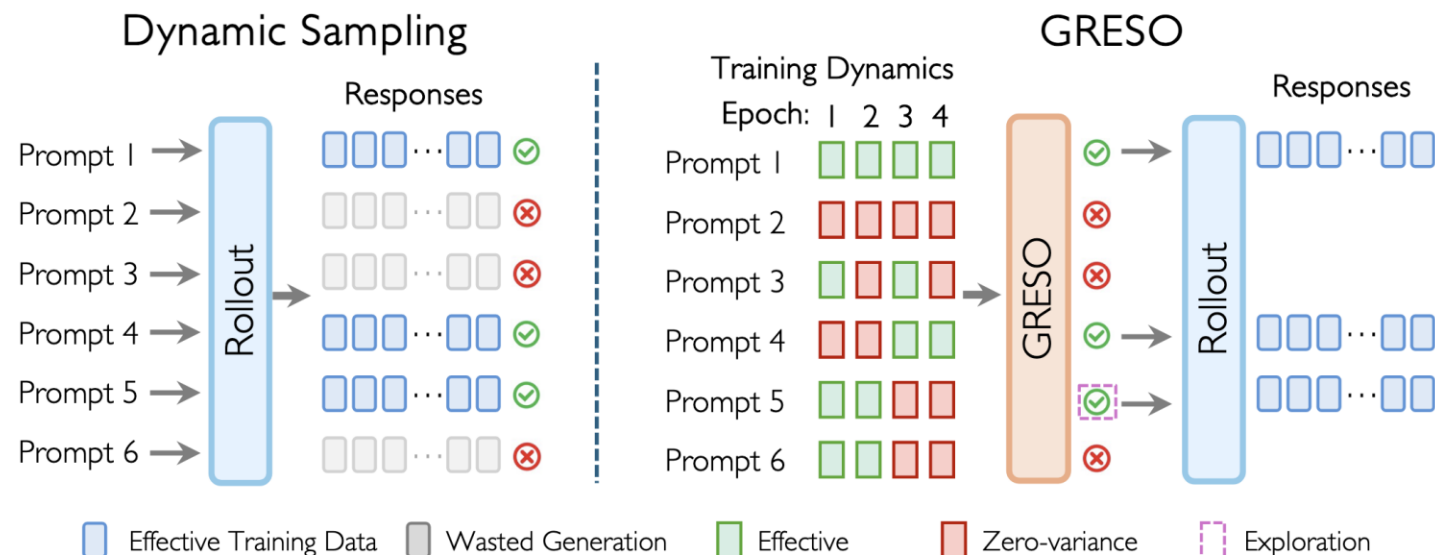 Dynamic Sampling
Responses
Prompt 1
Prompt 2
Prompt 3
Prompt 4
Prompt 5
Prompt 6
Rollout
GRESO
Training Dynamics
Epoch: 1 2 3 4
Prompt 1
Prompt 2
Prompt 3
Prompt 4
Prompt 5
Prompt 6
GRESO
Rollout
Responses
Effective Training Data Wasted Generation Effective Zero-variance Exploration